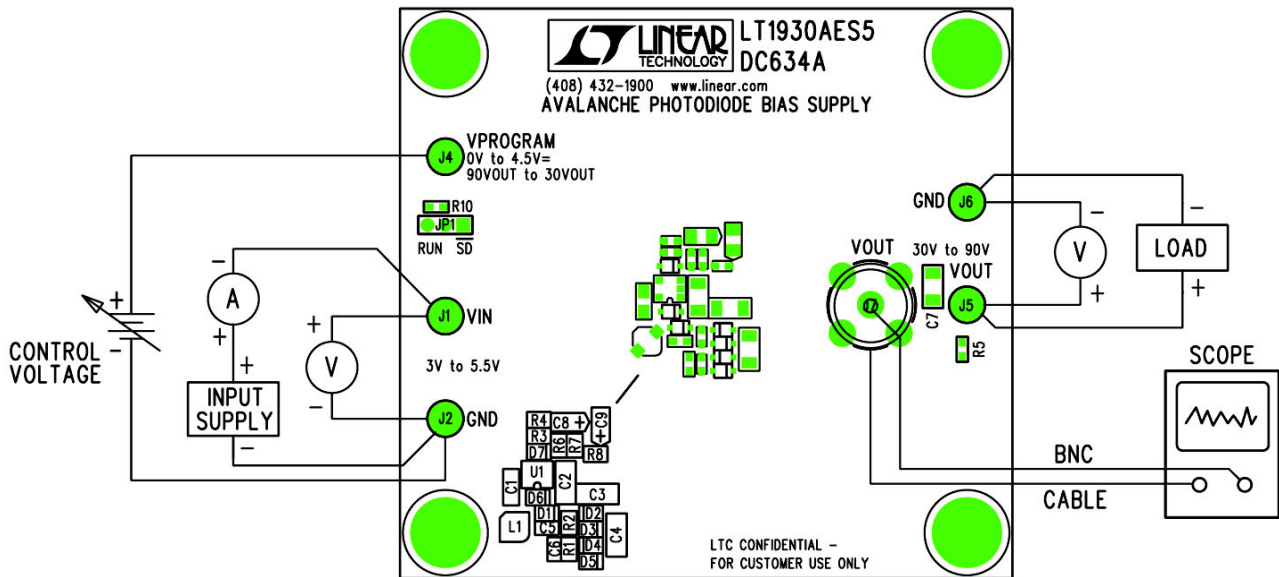 LINEAR
TECHNOLOGY
LT1930AES5
DC634A
(408) 432-1900 www.linear.com
AVALANCHE PHOTODIODE BIAS SUPPLY
J4
VPROGRAM
0V to 4.5V=
90VOUT to 30VOUT
R10
JP1
RUN SD
J1
VIN
3V to 5.5V
J2
GND
+
-
CONTROL
VOLTAGE
-
A
+
+
INPUT
SUPPLY
-
+
V
-
GND
J6
VOUT
30V to 90V
VOUT
J7
J5
C7
R5
-
V
+
-
LOAD
+
SCOPE
BNC
CABLE
R4
C8 +
+C9
R3
R6
R7
D7
R8
U1
C1
C2
D6
C3
L1
D1
R2
D2
C5
D3
C4
C6
R1
D4
D5
LTC CONFIDENTIAL -
FOR CUSTOMER USE ONLY